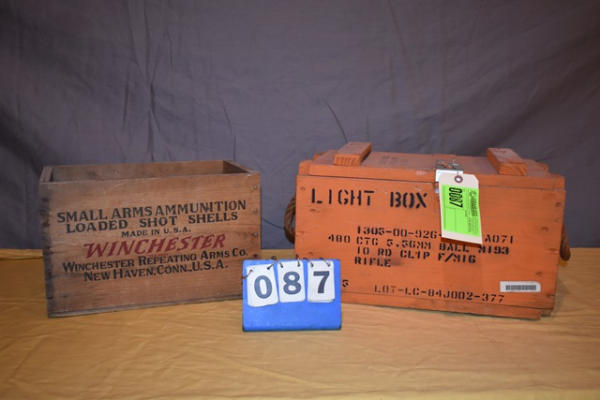 SMALL ARMS AMMUNITION
LOADED SHOT SHELLS
MADE IN U.S.A.
WINCHESTER
WINCHESTER REPEATING ARMS CO.
NEW HAVEN, CONN., U.S.A.
087
LIGHT BOX
0087
1305-00-926- A071
480 CTG 5.56MM BALL M193
10 RD CLIP F/M16
RIFLE
LOT-LC-84J002-377